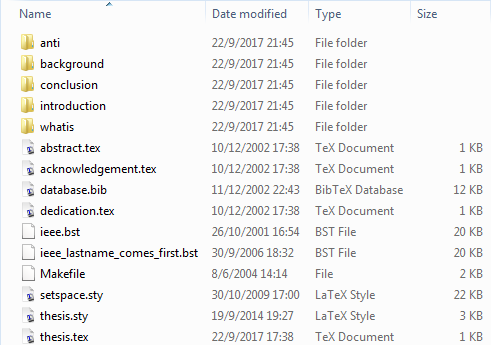 Name Date modified Type Size
anti 22/9/2017 21:45 File folder
background 22/9/2017 21:45 File folder
conclusion 22/9/2017 21:45 File folder
introduction 22/9/2017 21:45 File folder
whatis 22/9/2017 21:45 File folder
abstract.tex 10/12/2002 17:38 TeX Document 1 KB
acknowledgement.tex 10/12/2002 17:38 TeX Document 1 KB
database.bib 11/12/2002 22:43 BibTeX Database 12 KB
dedication.tex 10/12/2002 17:38 TeX Document 1 KB
ieee.bst 26/10/2001 16:54 BST File 20 KB
ieee_lastname_comes_first.bst 30/9/2006 18:32 BST File 20 KB
Makefile 8/6/2004 14:14 File 2 KB
setspace.sty 30/10/2009 17:00 LaTeX Style 22 KB
thesis.sty 19/9/2014 19:27 LaTeX Style 3 KB
thesis.tex 22/9/2017 17:38 TeX Document 1 KB